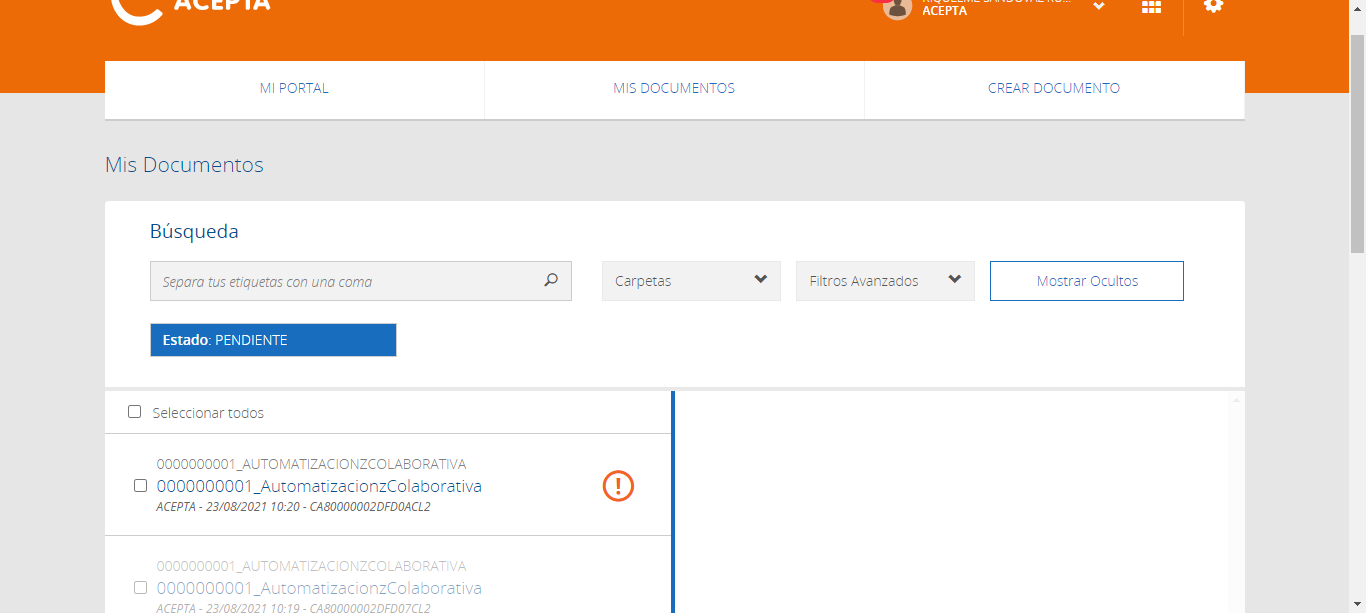 ACEPTA
ACEPTA
MI PORTAL
MIS DOCUMENTOS
CREAR DOCUMENTO
Mis Documentos
Búsqueda
Separa tus etiquetas con una coma
Carpetas
Filtros Avanzados
Mostrar Ocultos
Estado: PENDIENTE
Seleccionar todos
0000000001_AUTOMATIZACIONZCOLABORATIVA
0000000001_AutomatizacionzColaborativa
ACEPTA - 23/08/2021 10:20 - CA80000002DFD0ACL2
0000000001_AUTOMATIZACIONZCOLABORATIVA
0000000001_AutomatizacionzColaborativa
ACEPTA - 23/08/2021 10:19 - CA80000002DFD07CL2